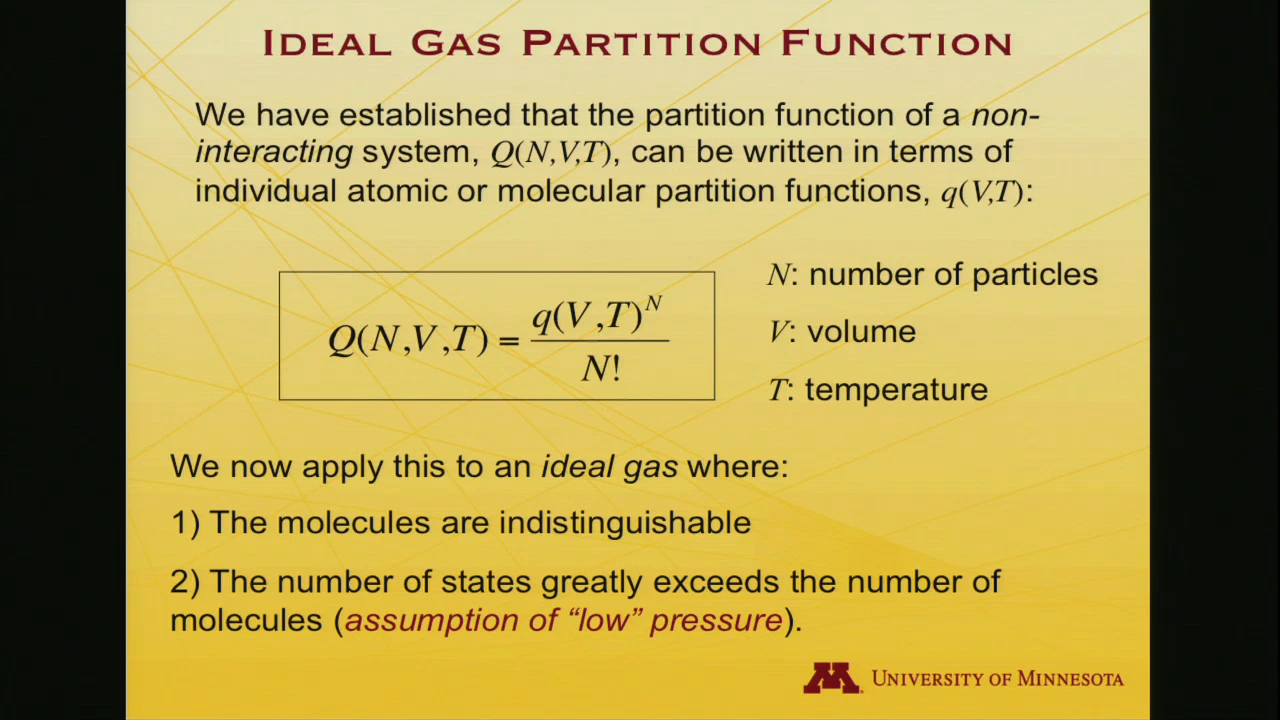 IDEAL GAS PARTITION FUNCTION
We have established that the partition function of a non-
interacting system, Q(N,V,T), can be written in terms of
individual atomic or molecular partition functions, q(V,T):
N: number of particles
Q(N,V,T) = q(V,T)^N / N!
V: volume
T: temperature
We now apply this to an ideal gas where:
1) The molecules are indistinguishable
2) The number of states greatly exceeds the number of
molecules (assumption of “low” pressure).
M UNIVERSITY OF MINNESOTA